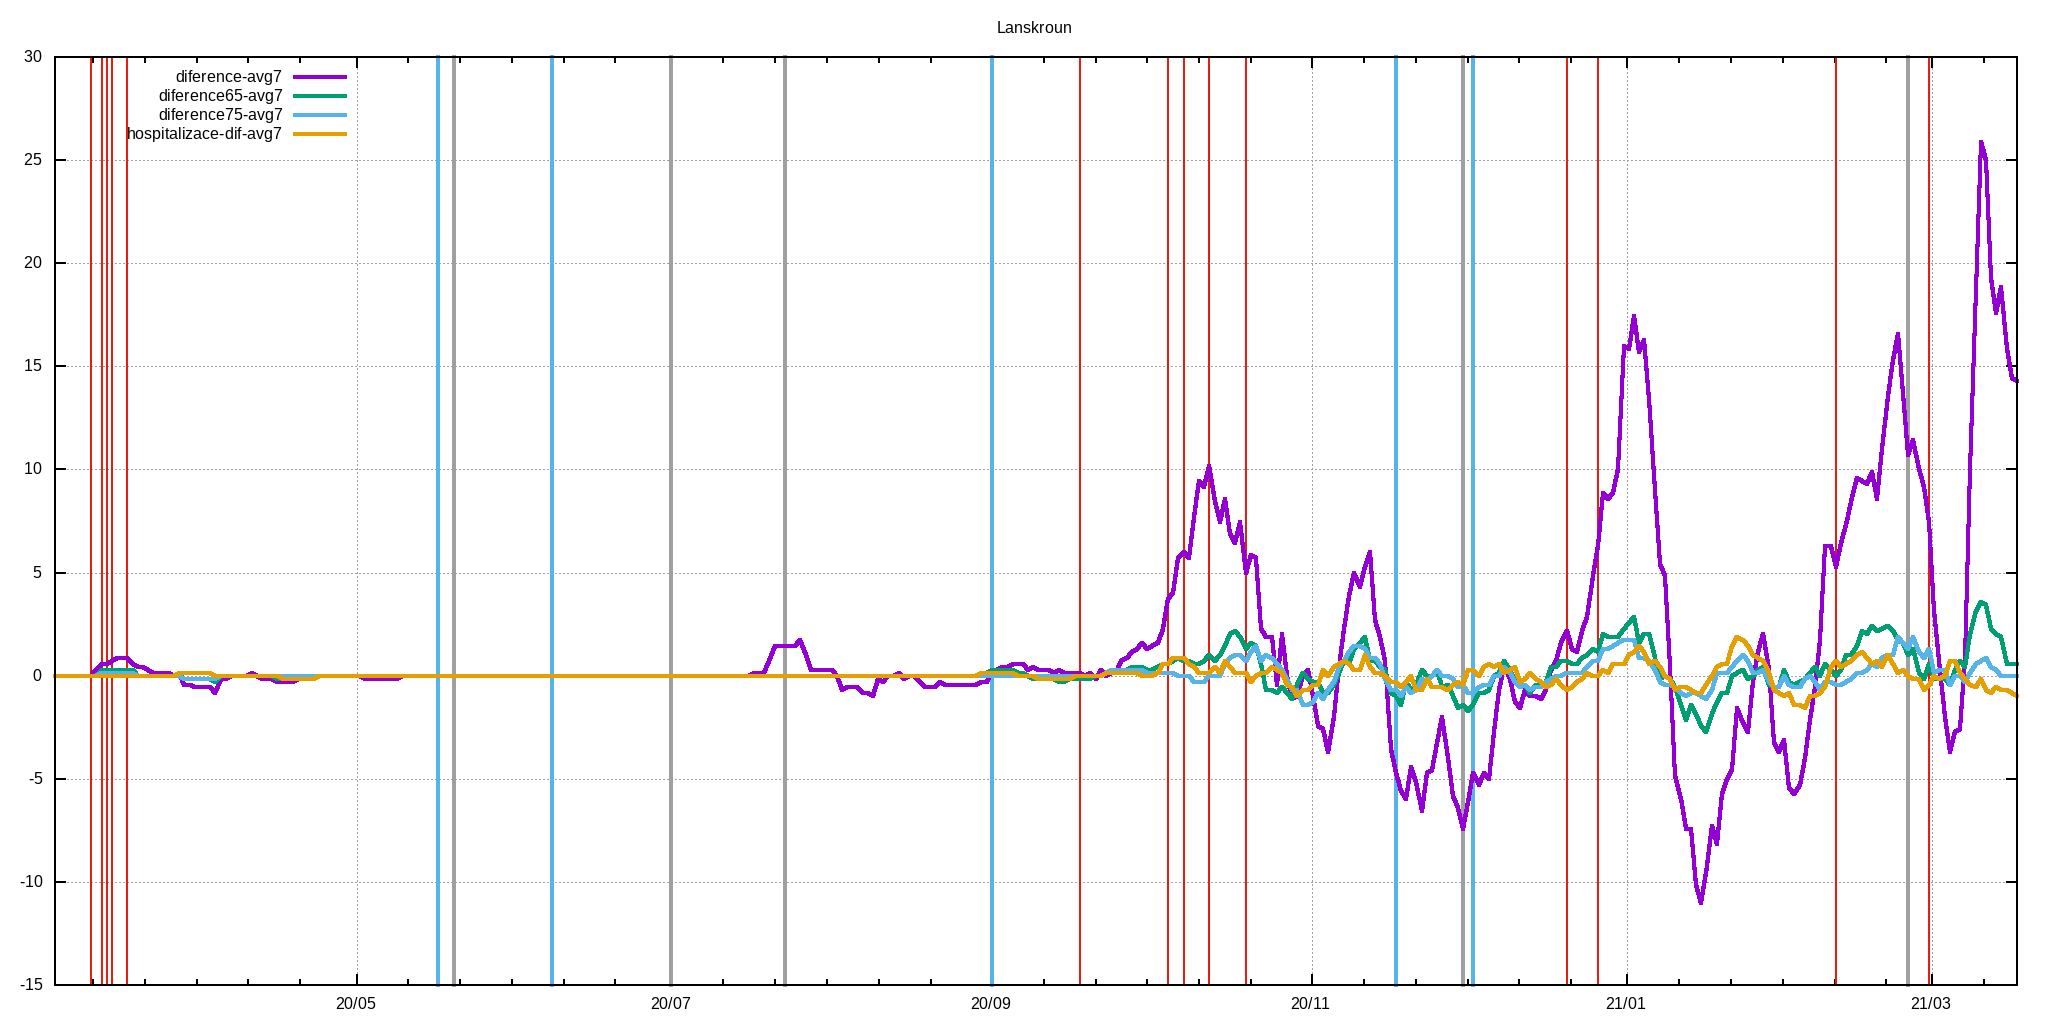 Lanskroun
30
25
20
15
10
5
0
-5
-10
-15
diference-avg7
diference65-avg7
diference75-avg7
hospitalizace-dif-avg7
20/05 20/07 20/09 20/11 21/01 21/03